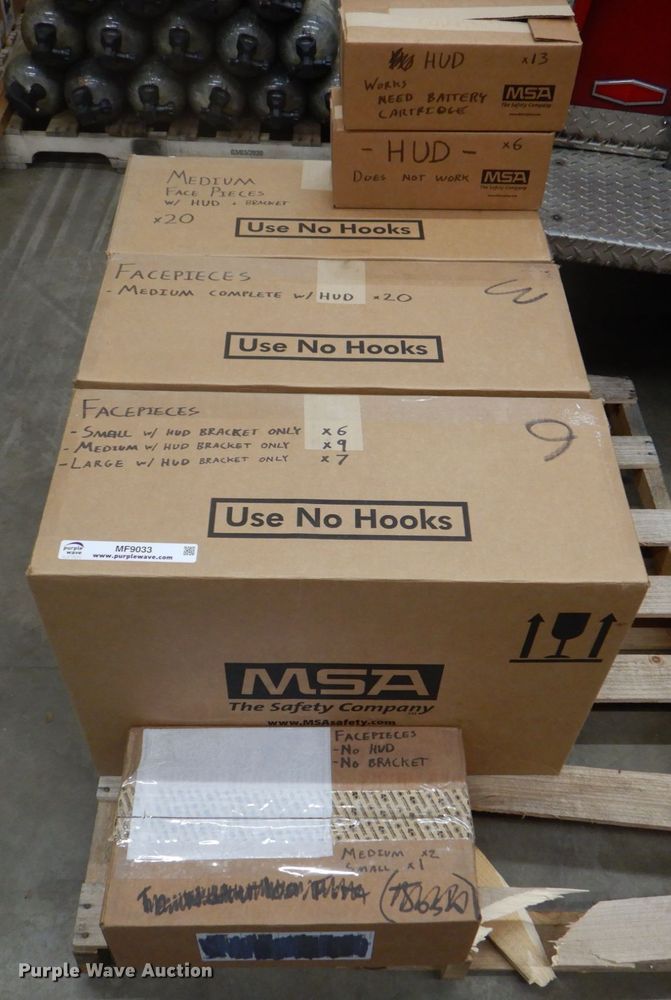 03/03/2020
HUD x13
WORKS
NEED BATTERY
CARTRIDGE
MSA
The Safety Company
- HUD - x6
DOES NOT WORK
MSA
The Safety Company
MEDIUM
FACE PIECES
W/ HUD + BRACKET
x20
Use No Hooks
FACEPIECES
- MEDIUM COMPLETE W/ HUD x20
3
Use No Hooks
FACEPIECES
- SMALL W/ HUD BRACKET ONLY x6
- MEDIUM W/ HUD BRACKET ONLY x9
- LARGE W/ HUD BRACKET ONLY x7
9
Use No Hooks
purple wave
MF9033
www.purplewave.com
MSA
The Safety Company
www.MSAsafety.com
FACEPIECES
- NO HUD
- NO BRACKET
MEDIUM x2
SMALL x1
Purple Wave Auction